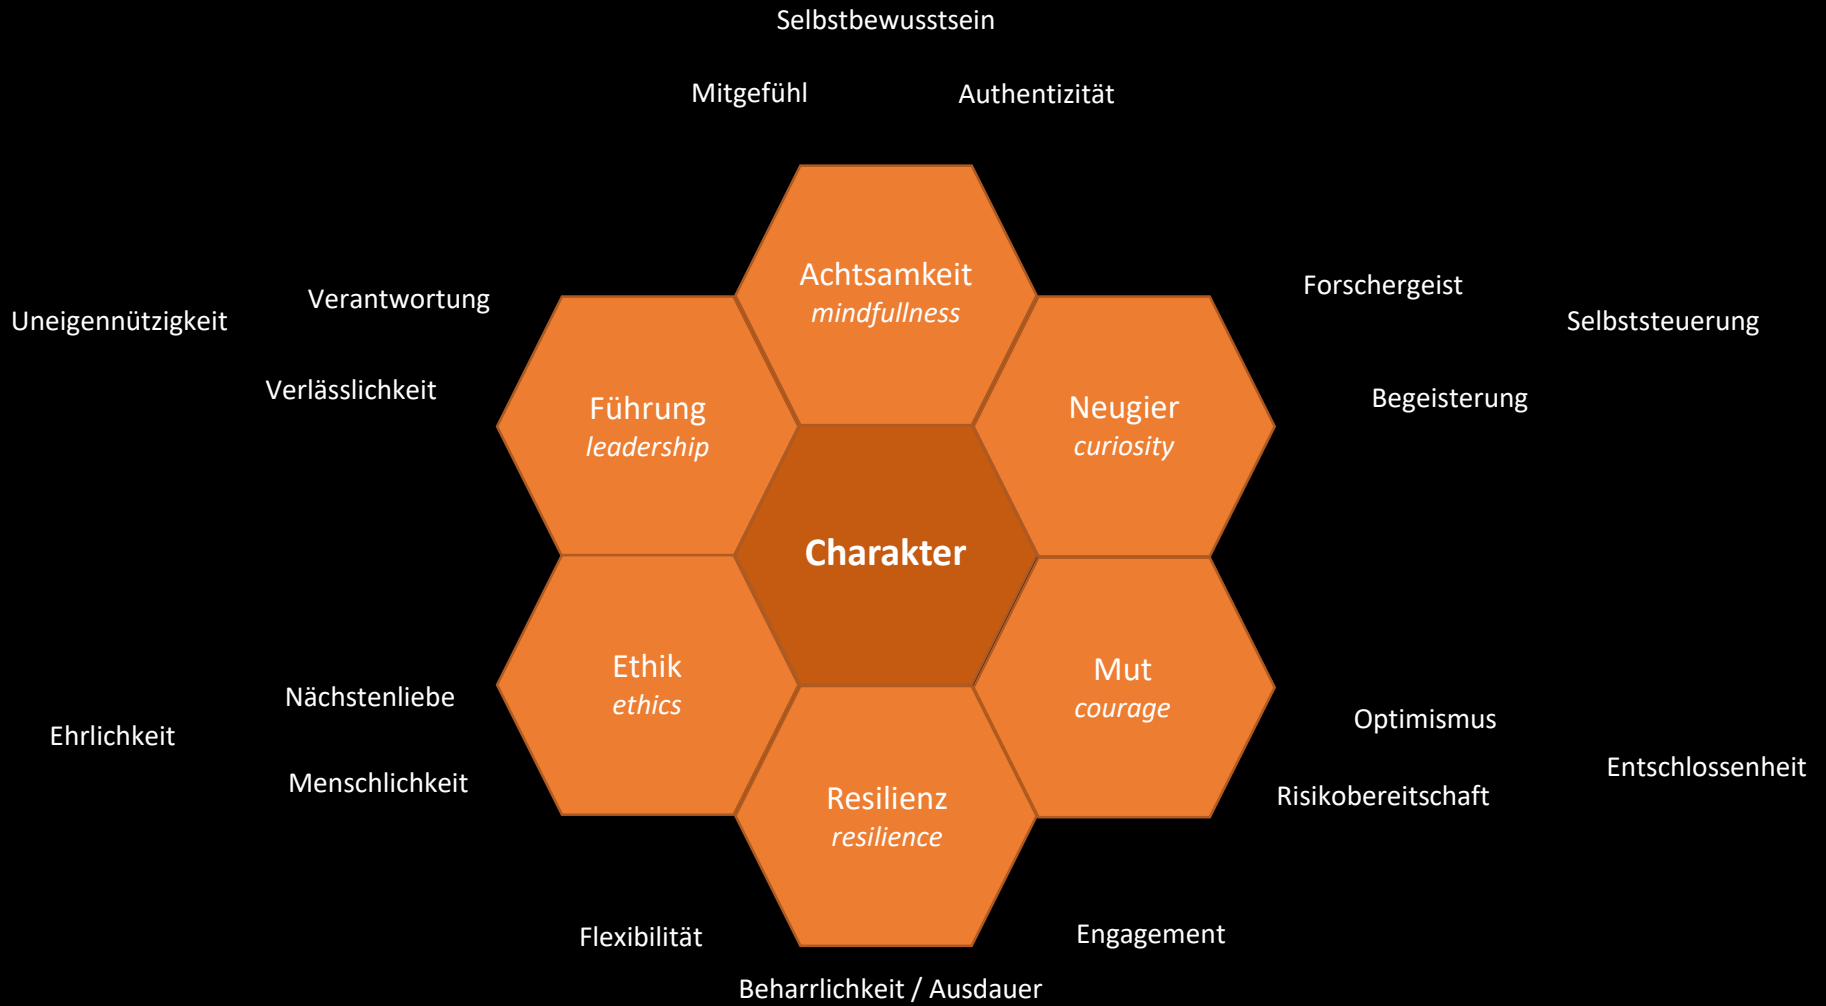 Selbstbewusstsein
Mitgefühl
Authentizität
Achtsamkeit
mindfullness
Forschergeist
Selbststeuerung
Begeisterung
Verantwortung
Uneigennützigkeit
Verlässlichkeit
Führung
leadership
Neugier
curiosity
Charakter
Ethik
ethics
Mut
courage
Nächstenliebe
Ehrlichkeit
Menschlichkeit
Optimismus
Entschlossenheit
Risikobereitschaft
Resilienz
resilience
Flexibilität
Engagement
Beharrlichkeit / Ausdauer